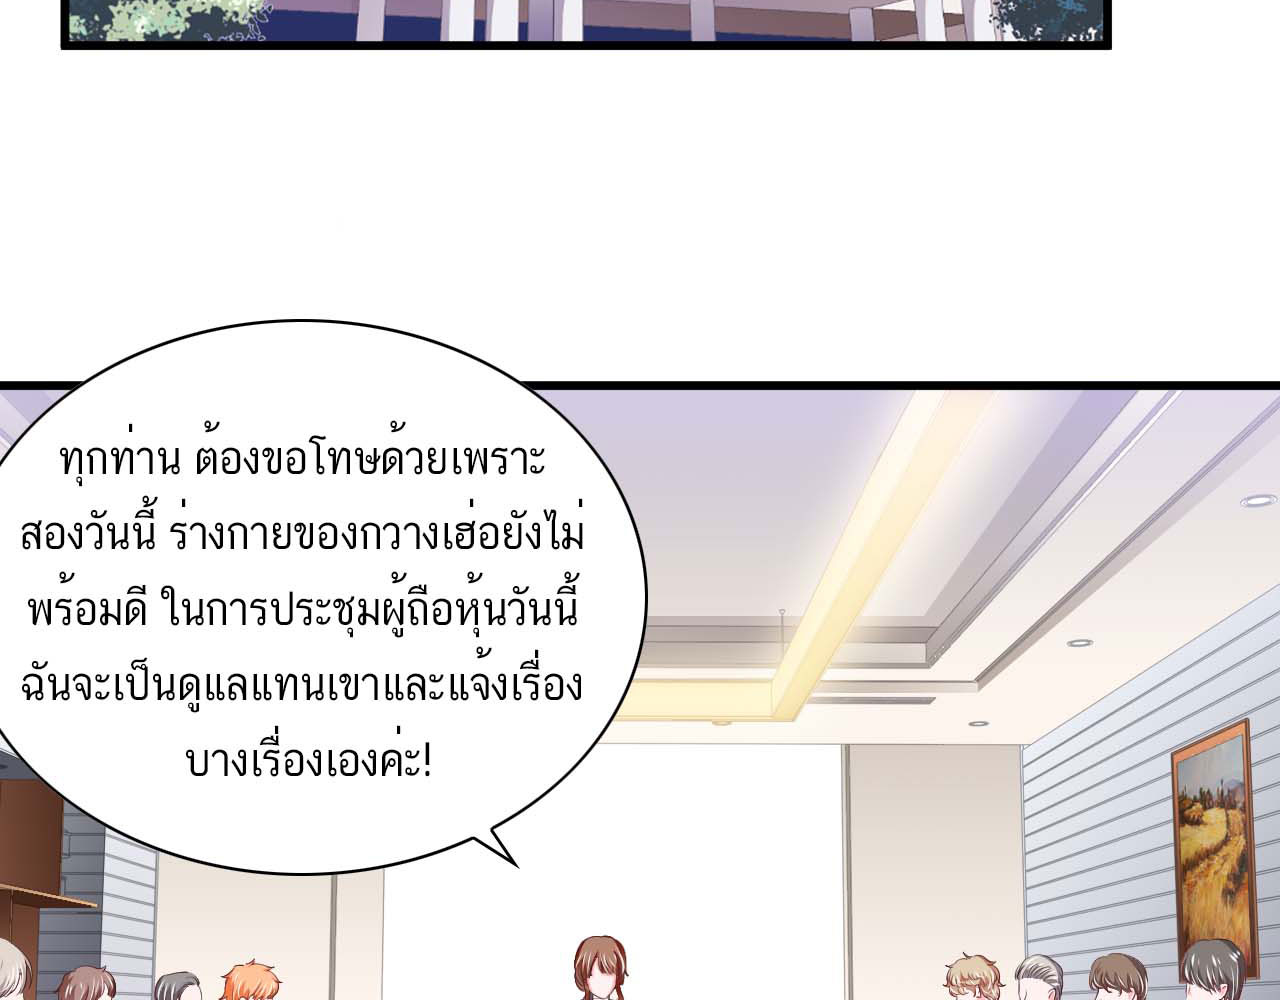 ทุกท่าน ต้องขอโทษด้วยเพราะ
สองวันนี้ ร่างกายของกวางเฮ่อยังไม่
พร้อมดี ในการประชุมผู้ถือหุ้นวันนี้
ฉันจะเป็นดูแลแทนเขาและแจ้งเรื่อง
บางเรื่องเองค่ะ!